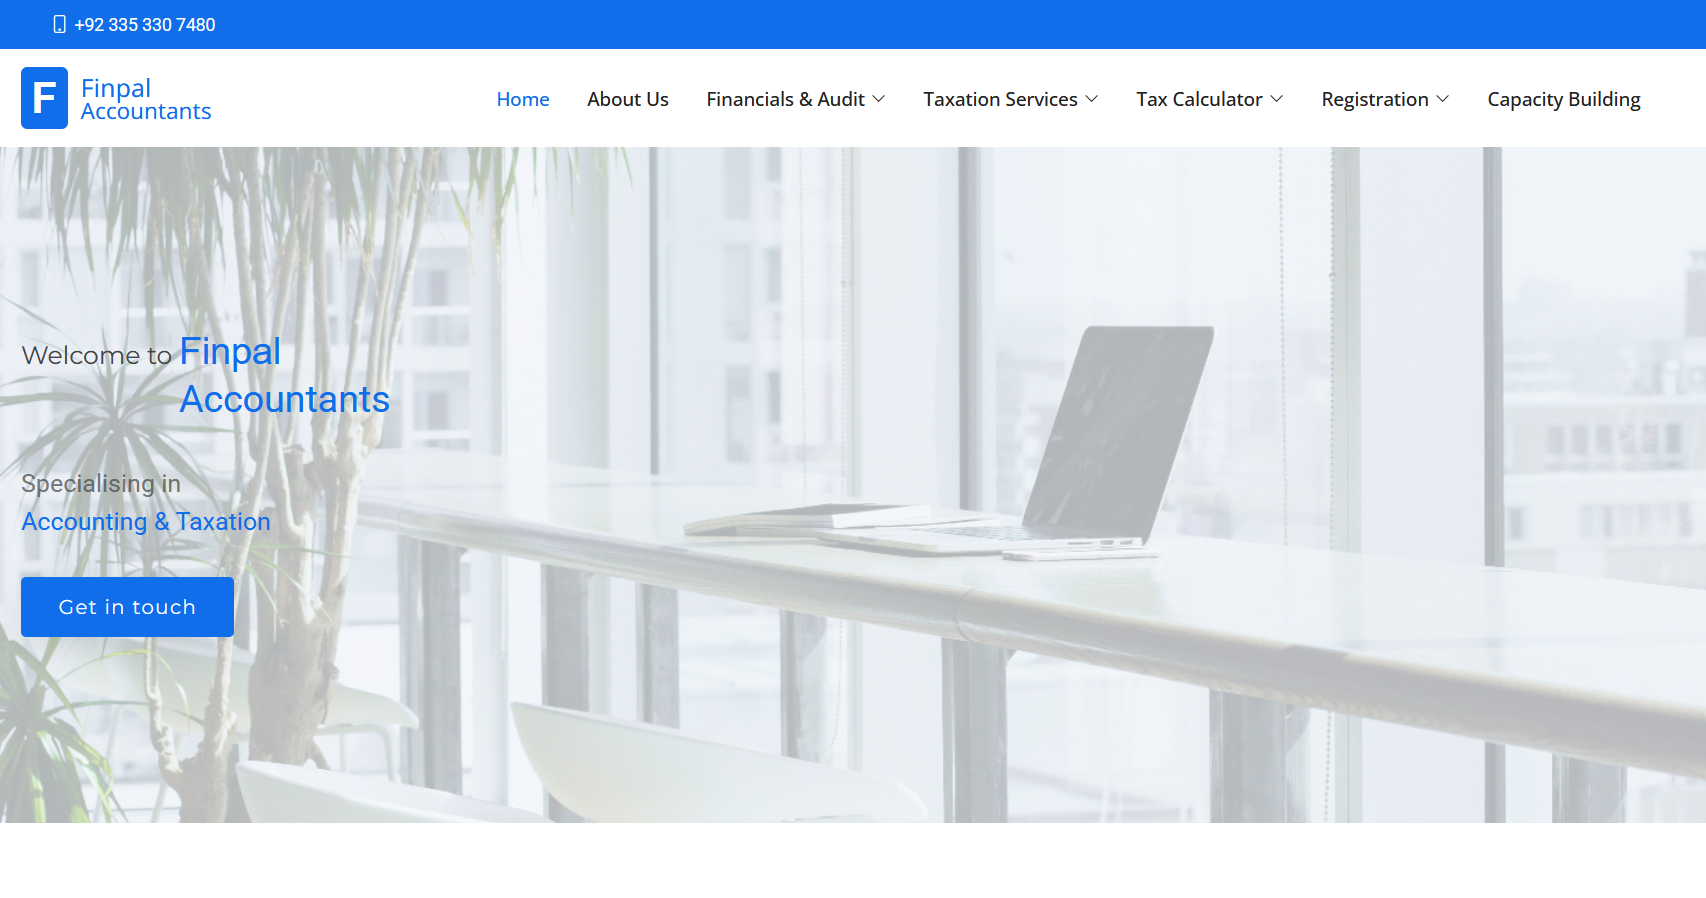 +92 335 330 7480
F
Finpal
Accountants
Home About Us Financials & Audit Taxation Services Tax Calculator Registration Capacity Building
Welcome to Finpal
Accountants
Specialising in
Accounting & Taxation
Get in touch